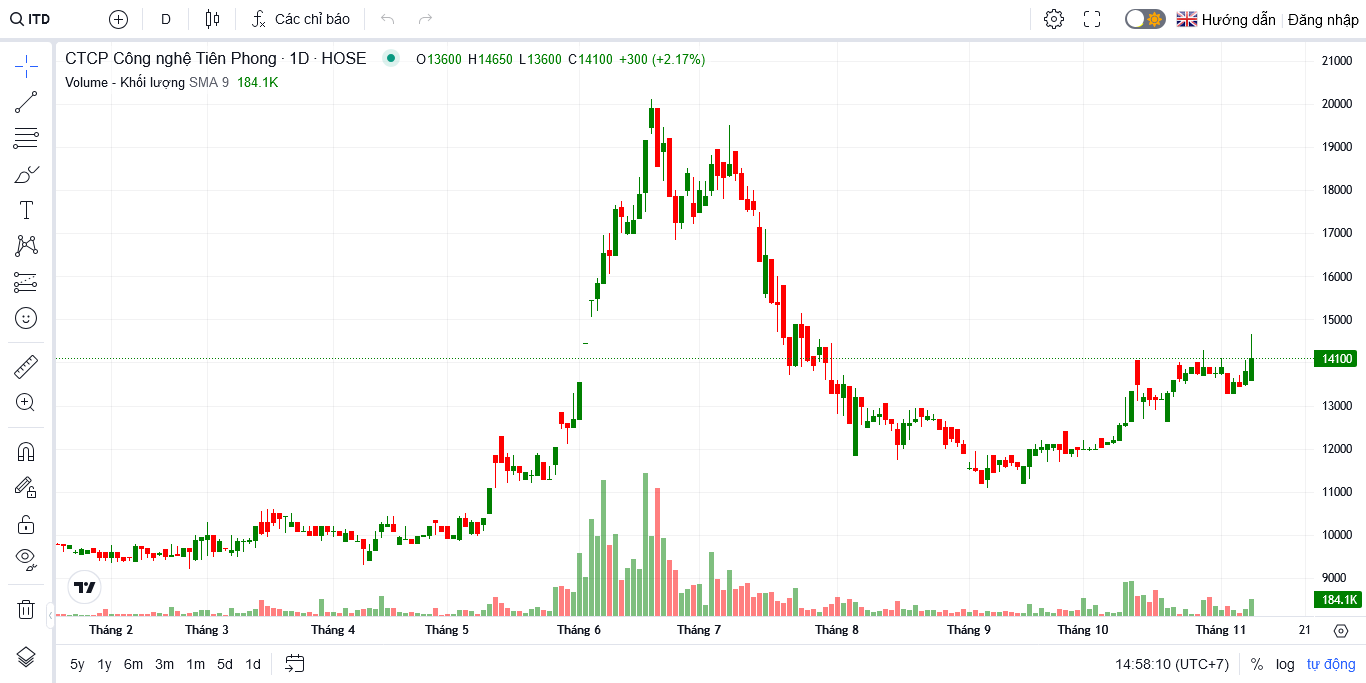 ITD D Các chỉ báo Hướng dẫn Đăng nhập
CTCP Công nghệ Tiên Phong · 1D · HOSE O13600 H14650 L13600 C14100 +300 (+2.17%)
Volume - Khối lượng SMA 9 184.1K
21000
20000
19000
18000
17000
16000
15000
14100
13000
12000
11000
10000
9000
184.1K
Tháng 2 Tháng 3 Tháng 4 Tháng 5 Tháng 6 Tháng 7 Tháng 8 Tháng 9 Tháng 10 Tháng 11 21
5y 1y 6m 3m 1m 5d 1d 14:58:10 (UTC+7) % log tự động